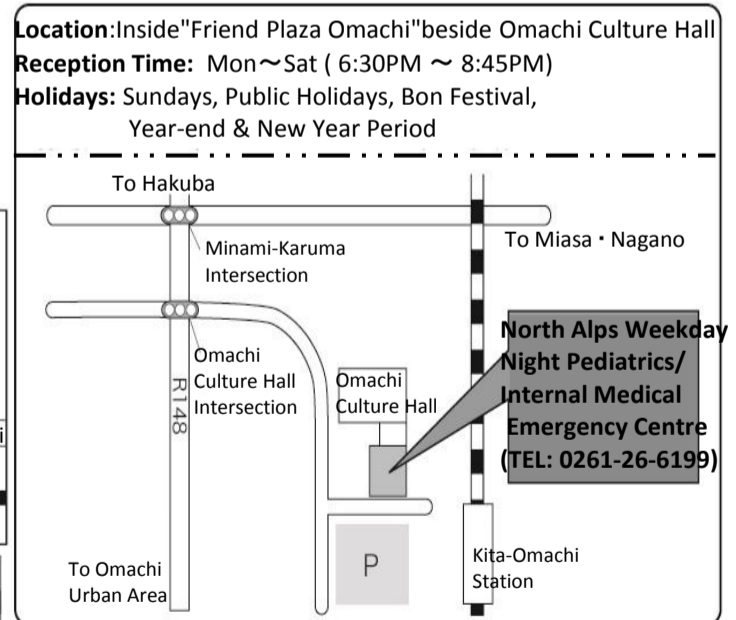 Location:Inside"Friend Plaza Omachi"beside Omachi Culture Hall
Reception Time: Mon～Sat ( 6:30PM ～ 8:45PM)
Holidays: Sundays, Public Holidays, Bon Festival,
Year-end & New Year Period
To Hakuba
Minami-Karuma
Intersection
To Miasa・Nagano
Omachi
Culture Hall
Intersection
R148
Omachi
Culture Hall
North Alps Weekday
Night Pediatrics/
Internal Medical
Emergency Centre
(TEL: 0261-26-6199)
To Omachi
Urban Area
P
Kita-Omachi
Station